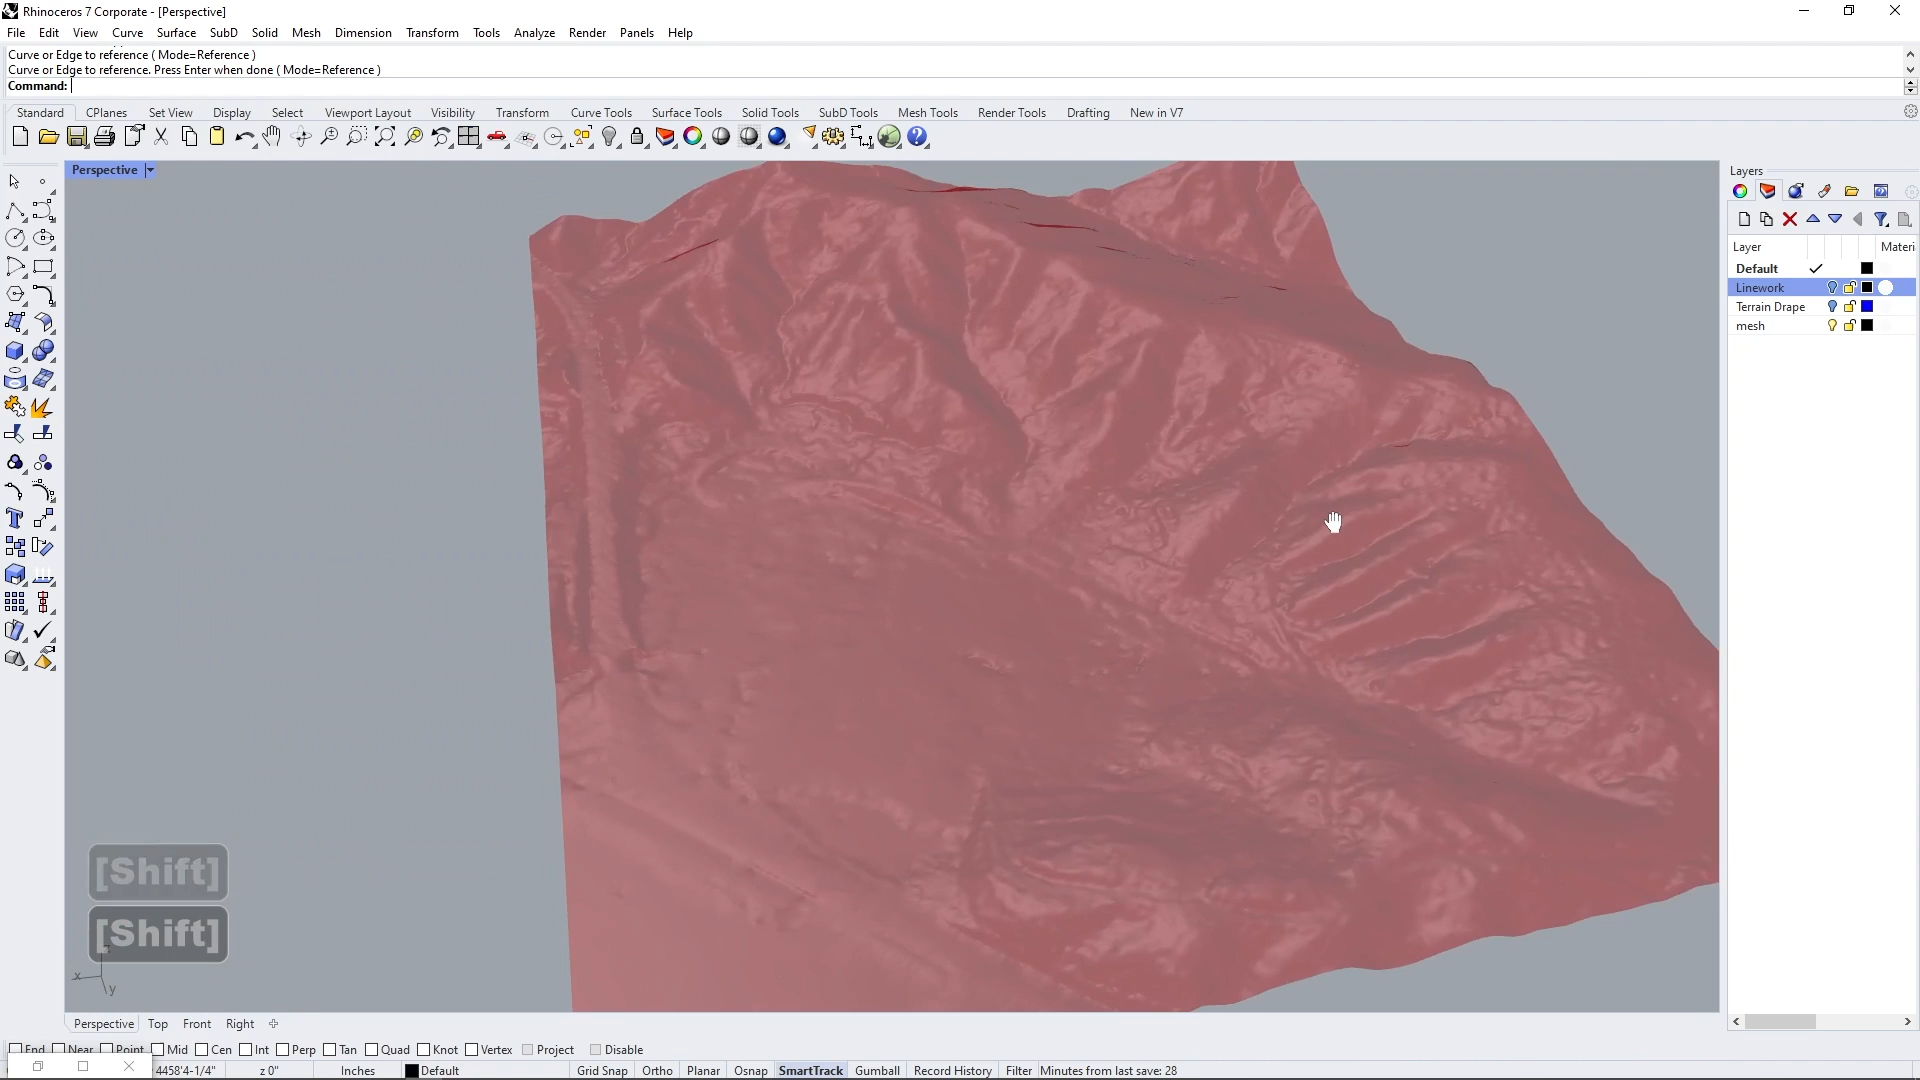 Rhinoceros 7 Corporate - [Perspective]
File Edit View Curve Surface SubD Solid Mesh Dimension Transform Tools Analyze Render Panels Help
Curve or Edge to reference ( Mode=Reference )
Curve or Edge to reference. Press Enter when done ( Mode=Reference )
Command:
Standard CPlanes Set View Display Select Viewport Layout Visibility Transform Curve Tools Surface Tools Solid Tools SubD Tools Mesh Tools Render Tools Drafting New in V7
Perspective
Layers
Layer Materi
Default
Linework
Terrain Drape
mesh
[Shift]
[Shift]
x
y
Perspective Top Front Right
End Near Point Mid Cen Int Perp Tan Quad Knot Vertex Project Disable
4458'4-1/4" z 0" Inches Default Grid Snap Ortho Planar Osnap SmartTrack Gumball Record History Filter Minutes from last save: 28